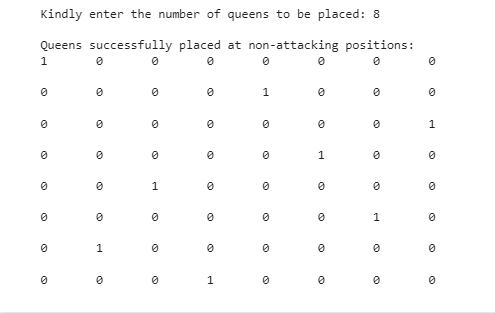 Kindly enter the number of queens to be placed: 8
Queens successfully placed at non-attacking positions:
1 0 0 0 0 0 0 0
0 0 0 0 1 0 0 0
0 0 0 0 0 0 0 1
0 0 0 0 0 1 0 0
0 0 1 0 0 0 0 0
0 0 0 0 0 0 1 0
0 1 0 0 0 0 0 0
0 0 0 1 0 0 0 0